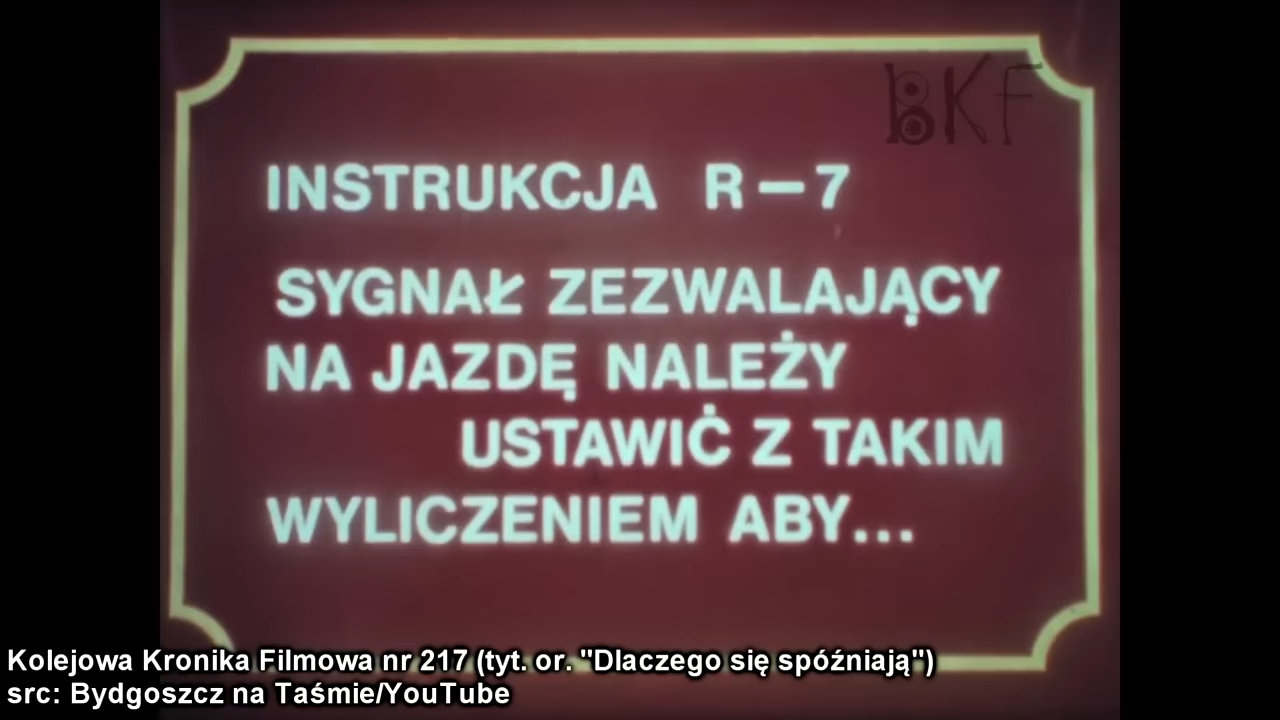 BKF
INSTRUKCJA R-7
SYGNAŁ ZEZWALAJĄCY
NA JAZDĘ NALEŻY
USTAWIĆ Z TAKIM
WYLICZENIEM ABY...
Kolejowa Kronika Filmowa nr 217 (tyt. or. "Dlaczego się spóźniają")
src: Bydgoszcz na Taśmie/YouTube